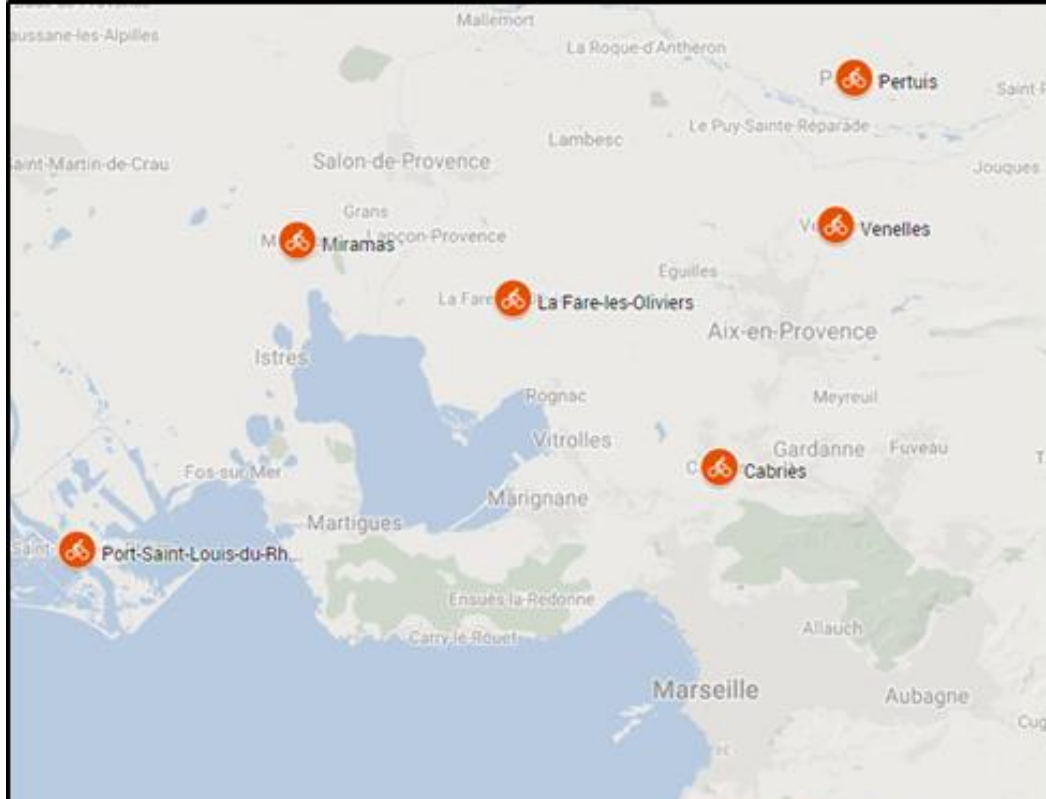 Mallemort
aussane-les-Alpilles
La Roque-d'Anthéron
Pertuis
Saint-P
Le Puy-Sainte-Réparade
Lambesc
Salon-de-Provence
aint-Martin-de-Crau
Jouques
Grans
Venelles
Lançon-Provence
Miramas
Eguilles
La Fare
La Fare-les-Oliviers
Aix-en-Provence
Istres
Rognac
Meyreuil
Vitrolles
Gardanne
Fuveau
Cabriès
Fos-sur-Mer
Marignane
Martigues
Saint
Port-Saint-Louis-du-Rh...
Ensuès-la-Redonne
Allauch
Carry-le-Rouet
Marseille
Aubagne
Cug